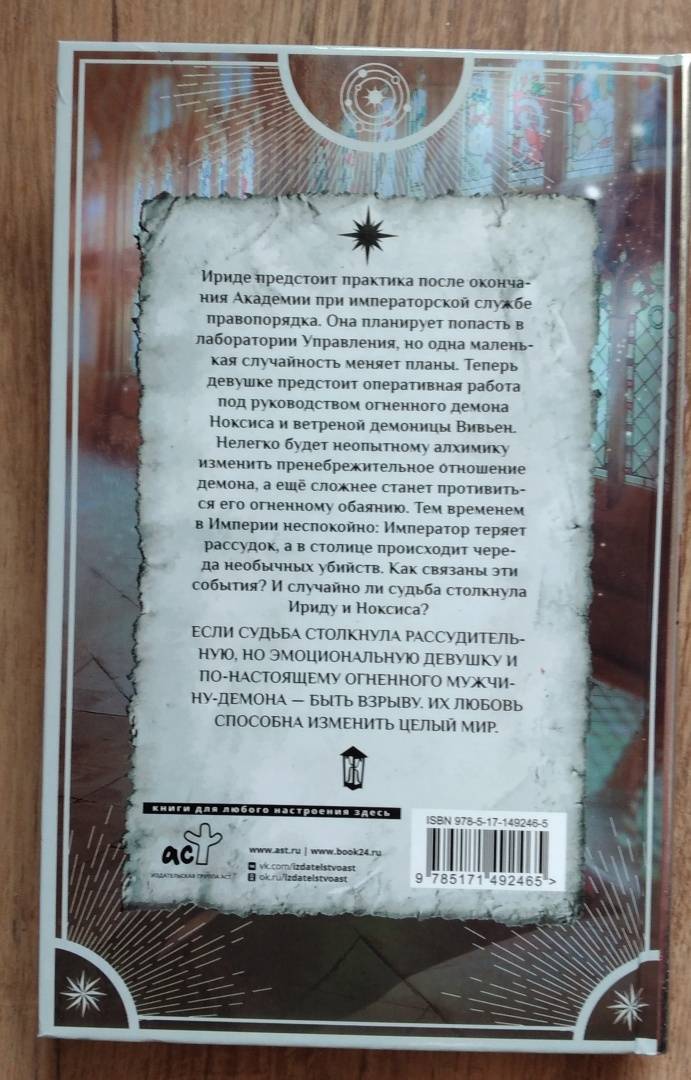 Ириде предстоит практика после оконча-
ния Академии при императорской службе
правопорядка. Она планирует попасть в
лаборатории Управления, но одна малень-
кая случайность меняет планы. Теперь
девушке предстоит оперативная работа
под руководством огненного демона
Ноксиса и ветреной демоницы Вивьен.
Нелегко будет неопытному алхимику
изменить пренебрежительное отношение
демона, а ещё сложнее станет противить-
ся его огненному обаянию. Тем временем
в Империи неспокойно: Император теряет
рассудок, а в столице происходит чере-
да необычных убийств. Как связаны эти
события? И случайно ли судьба столкнула
Ириду и Ноксиса?
ЕСЛИ СУДЬБА СТОЛКНУЛА РАССУДИТЕЛЬ-
НУЮ, НО ЭМОЦИОНАЛЬНУЮ ДЕВУШКУ И
ПО-НАСТОЯЩЕМУ ОГНЕННОГО МУЖЧИ-
НУ-ДЕМОНА — БЫТЬ ВЗРЫВУ. ИХ ЛЮБОВЬ
СПОСОБНА ИЗМЕНИТЬ ЦЕЛЫЙ МИР.
Ж
книги для любого настроения здесь
аст
ИЗДАТЕЛЬСКАЯ ГРУППА АСТ
www.ast.ru | www.book24.ru
vk.com/izdatelstvoast
ok.ru/izdatelstvoast
ISBN 978-5-17-149246-5
9 785171 492465 >